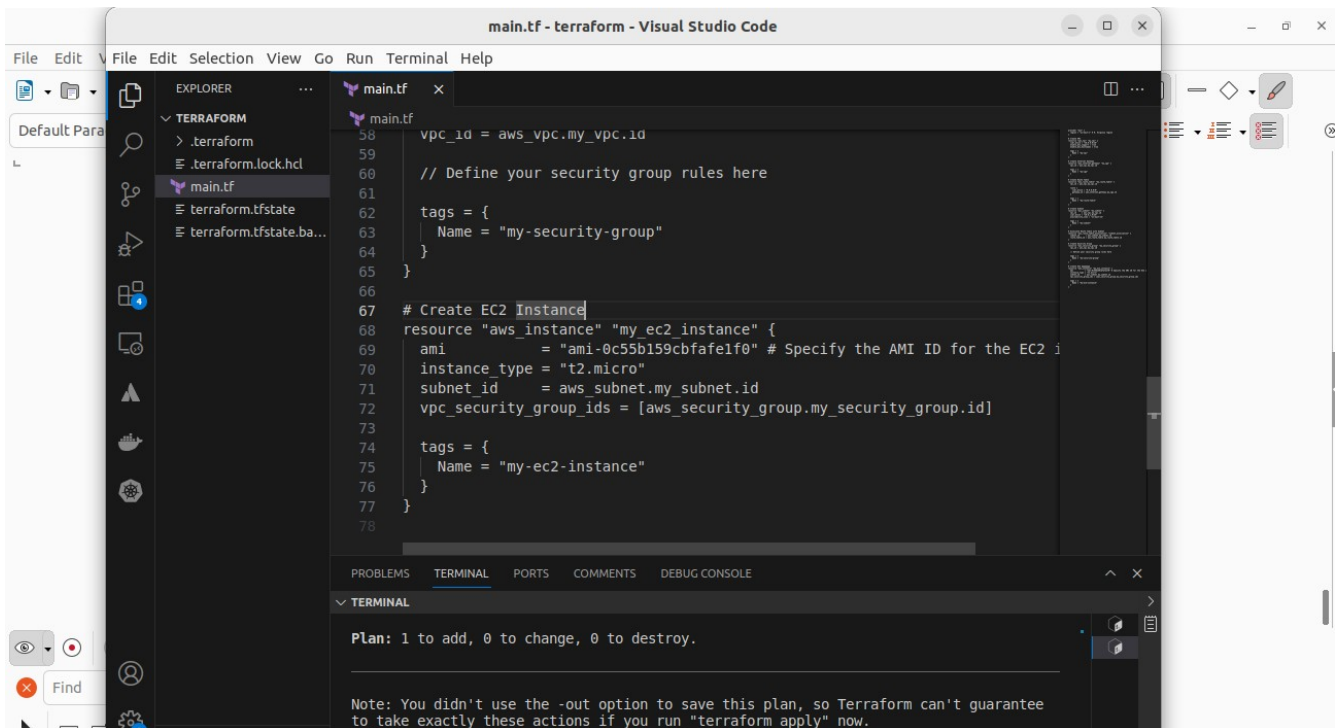 main.tf - terraform - Visual Studio Code
File Edit V
File Edit Selection View Go Run Terminal Help
Default Para
EXPLORER
TERRAFORM
.terraform
.terraform.lock.hcl
main.tf
terraform.tfstate
terraform.tfstate.ba...
4
main.tf
main.tf
58 vpc_id = aws_vpc.my_vpc.id
59
60 // Define your security group rules here
61
62 tags = {
63 Name = "my-security-group"
64 }
65 }
66
67 # Create EC2 Instance
68 resource "aws_instance" "my_ec2_instance" {
69 ami = "ami-0c55b159cbfafe1f0" # Specify the AMI ID for the EC2 i
70 instance_type = "t2.micro"
71 subnet_id = aws_subnet.my_subnet.id
72 vpc_security_group_ids = [aws_security_group.my_security_group.id]
73
74 tags = {
75 Name = "my-ec2-instance"
76 }
77 }
78
PROBLEMS TERMINAL PORTS COMMENTS DEBUG CONSOLE
TERMINAL
Plan: 1 to add, 0 to change, 0 to destroy.
Note: You didn't use the -out option to save this plan, so Terraform can't guarantee
to take exactly these actions if you run "terraform apply" now.
Find